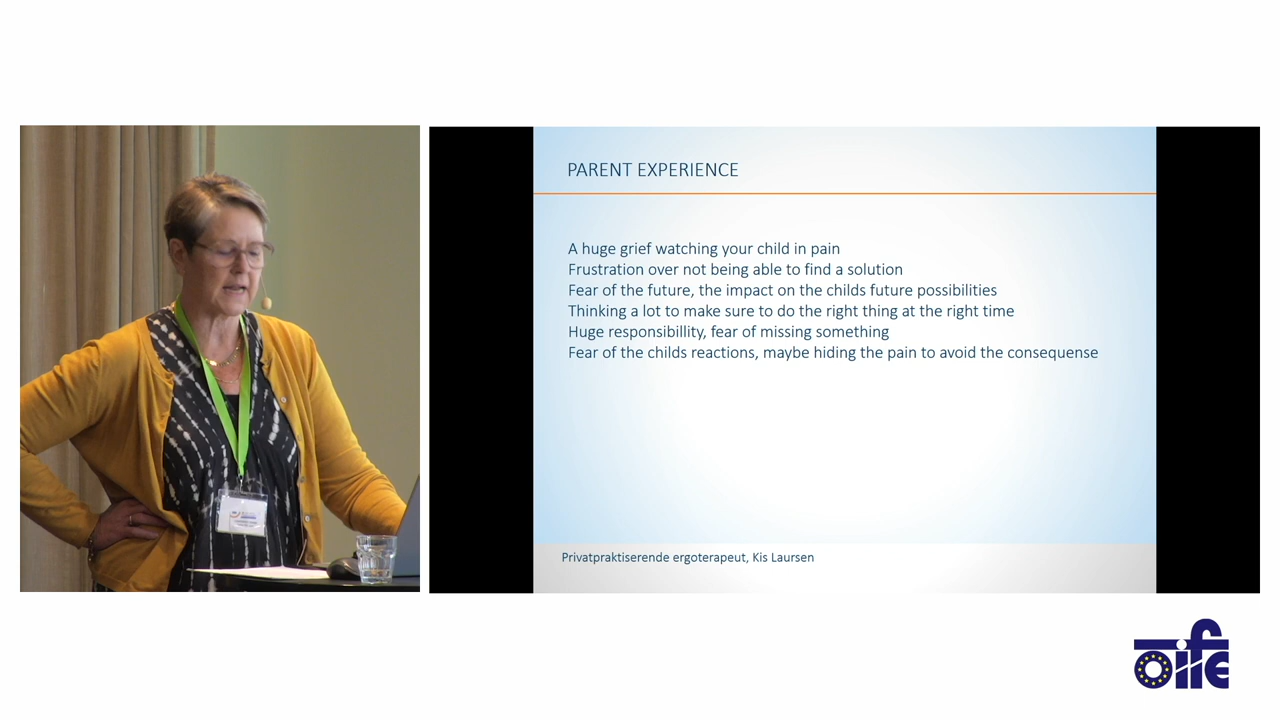 PARENT EXPERIENCE
A huge grief watching your child in pain
Frustration over not being able to find a solution
Fear of the future, the impact on the childs future possibilities
Thinking a lot to make sure to do the right thing at the right time
Huge responsibillity, fear of missing something
Fear of the childs reactions, maybe hiding the pain to avoid the consequense
Privatpraktiserende ergoterapeut, Kis Laursen
oife